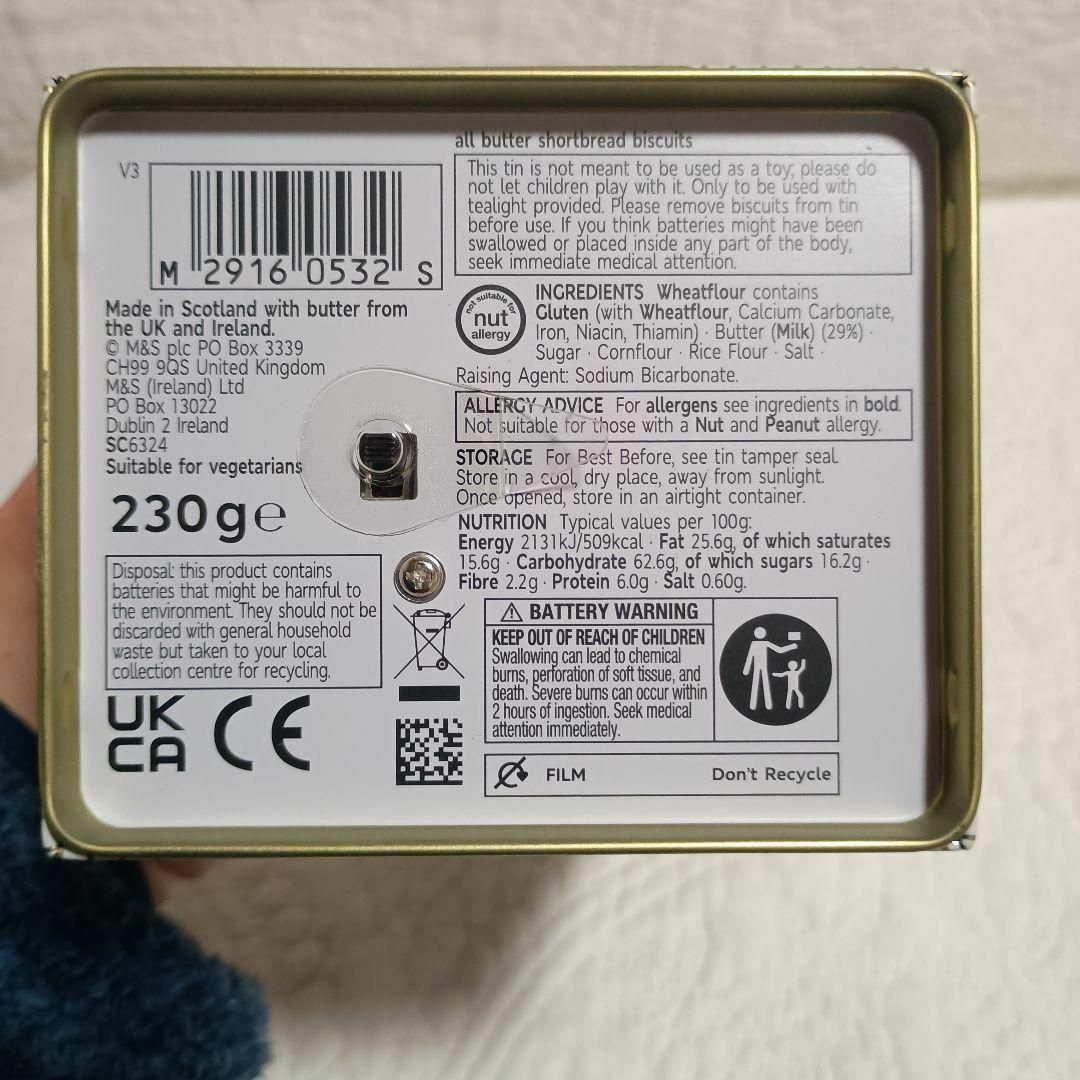 V3
M 2916 0532 S
Made in Scotland with butter from
the UK and Ireland.
© M&S plc PO Box 3339
CH99 9QS United Kingdom
M&S (Ireland) Ltd
PO Box 13022
Dublin 2 Ireland
SC6324
Suitable for vegetarians
230g℮
Disposal: this product contains
batteries that might be harmful to
the environment. They should not be
discarded with general household
waste but taken to your local
collection centre for recycling.
UK
CA
CE
all butter shortbread biscuits
This tin is not meant to be used as a toy; please do
not let children play with it. Only to be used with
tealight provided. Please remove biscuits from tin
before use. If you think batteries might have been
swallowed or placed inside any part of the body,
seek immediate medical attention.
not suitable for
nut
allergy
INGREDIENTS Wheatflour contains
Gluten (with Wheatflour, Calcium Carbonate,
Iron, Niacin, Thiamin) · Butter (Milk) (29%) ·
Sugar · Cornflour · Rice Flour · Salt ·
Raising Agent: Sodium Bicarbonate.
ALLERGY ADVICE For allergens see ingredients in bold.
Not suitable for those with a Nut and Peanut allergy.
STORAGE For Best Before, see tin tamper seal.
Store in a cool, dry place, away from sunlight.
Once opened, store in an airtight container.
NUTRITION Typical values per 100g:
Energy 2131kJ/509kcal · Fat 25.6g, of which saturates
15.6g · Carbohydrate 62.6g, of which sugars 16.2g ·
Fibre 2.2g · Protein 6.0g · Salt 0.60g.
⚠ BATTERY WARNING
KEEP OUT OF REACH OF CHILDREN
Swallowing can lead to chemical
burns, perforation of soft tissue, and
death. Severe burns can occur within
2 hours of ingestion. Seek medical
attention immediately.
FILM Don't Recycle